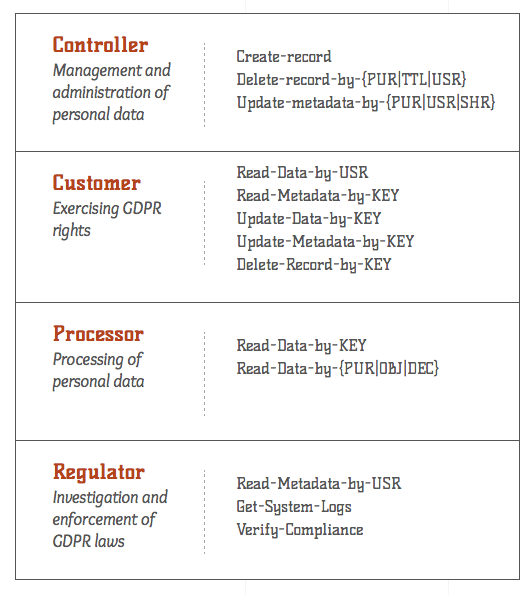 Controller
Management and
administration of
personal data
Create-record
Delete-record-by-{PUR|TTL|USR}
Update-metadata-by-{PUR|USR|SHR}
Customer
Exercising GDPR
rights
Read-Data-by-USR
Read-Metadata-by-KEY
Update-Data-by-KEY
Update-Metadata-by-KEY
Delete-Record-by-KEY
Processor
Processing of
personal data
Read-Data-by-KEY
Read-Data-by-{PUR|OBJ|DEC}
Regulator
Investigation and
enforcement of
GDPR laws
Read-Metadata-by-USR
Get-System-Logs
Verify-Compliance